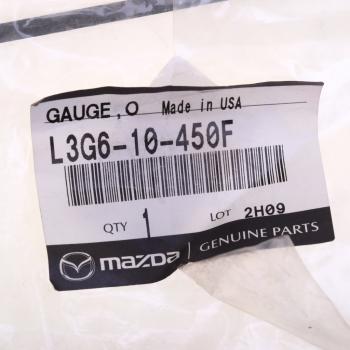 GAUGE, O Made in USA
L3G6-10-450F
QTY 1 LOT 2H09
mazda GENUINE PARTS